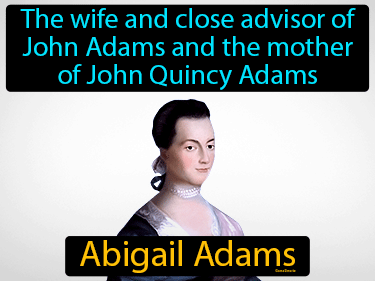 The wife and close advisor of
John Adams and the mother
of John Quincy Adams
Abigail Adams